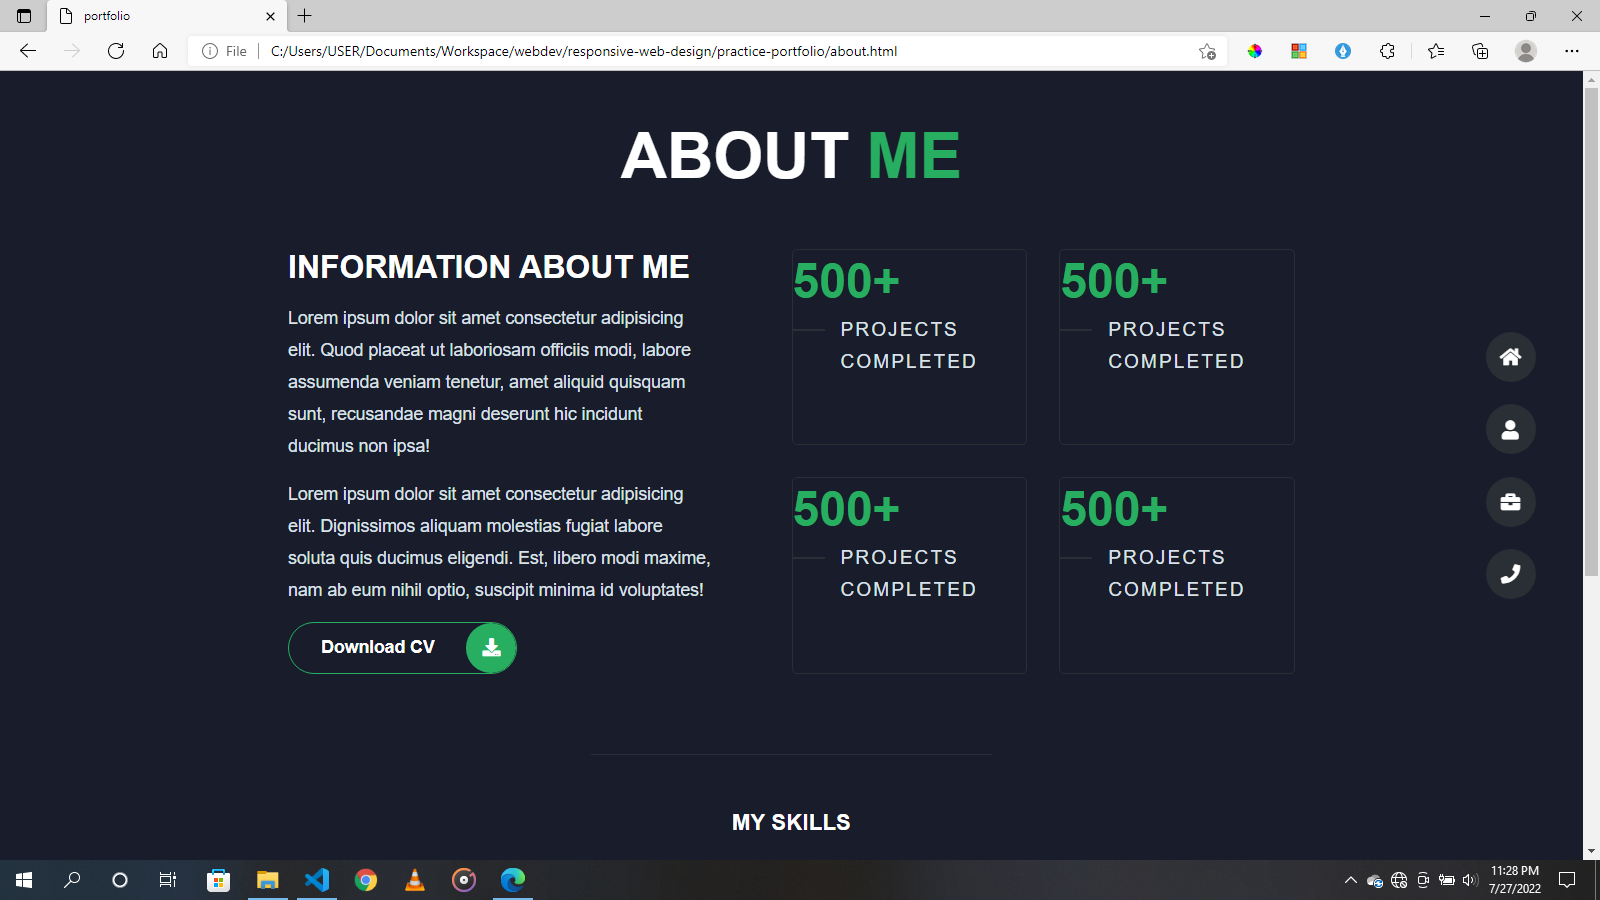 portfolio
File
C:/Users/USER/Documents/Workspace/webdev/responsive-web-design/practice-portfolio/about.html
ABOUT ME
INFORMATION ABOUT ME
Lorem ipsum dolor sit amet consectetur adipisicing
elit. Quod placeat ut laboriosam officiis modi, labore
assumenda veniam tenetur, amet aliquid quisquam
sunt, recusandae magni deserunt hic incidunt
ducimus non ipsa!
Lorem ipsum dolor sit amet consectetur adipisicing
elit. Dignissimos aliquam molestias fugiat labore
soluta quis ducimus eligendi. Est, libero modi maxime,
nam ab eum nihil optio, suscipit minima id voluptates!
Download CV
500+
PROJECTS
COMPLETED
500+
PROJECTS
COMPLETED
500+
PROJECTS
COMPLETED
500+
PROJECTS
COMPLETED
MY SKILLS
11:28 PM
7/27/2022